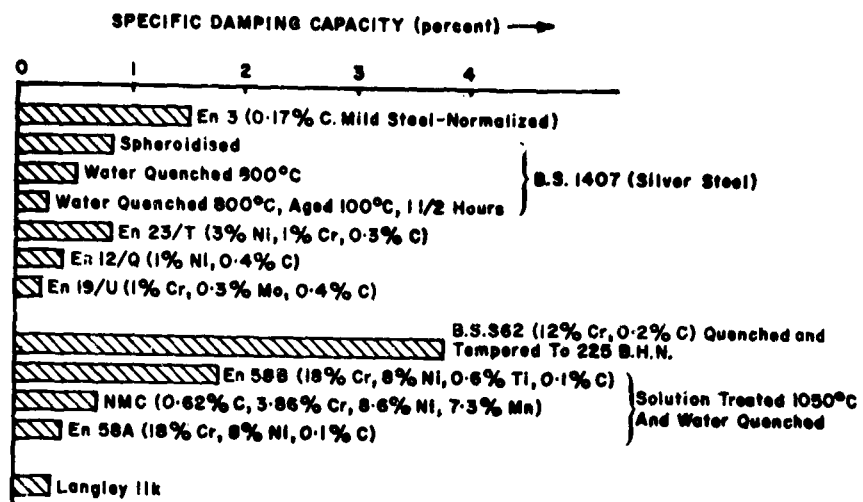 SPECIFIC DAMPING CAPACITY (percent)
0 1 2 3 4
En 3 (0·17% C. Mild Steel-Normalized)
Spheroidised
Water Quenched 800°C
B.S. 1407 (Silver Steel)
Water Quenched 800°C, Aged 100°C, 1 1/2 Hours
En 23/T (3% Ni, 1% Cr, 0·3% C)
En 12/Q (1% Ni, 0·4% C)
En 19/U (1% Cr, 0·3% Mo, 0·4% C)
B.S.S62 (12% Cr, 0·2% C) Quenched and
Tempered To 225 B.H.N.
En 58B (18% Cr, 8% Ni, 0·6% Ti, 0·1% C)
Solution Treated 1050°C
NMC (0·62% C, 3·86% Cr, 8·6% Ni, 7·3% Mn)
And Water Quenched
En 58A (18% Cr, 8% Ni, 0·1% C)
Langley 11k